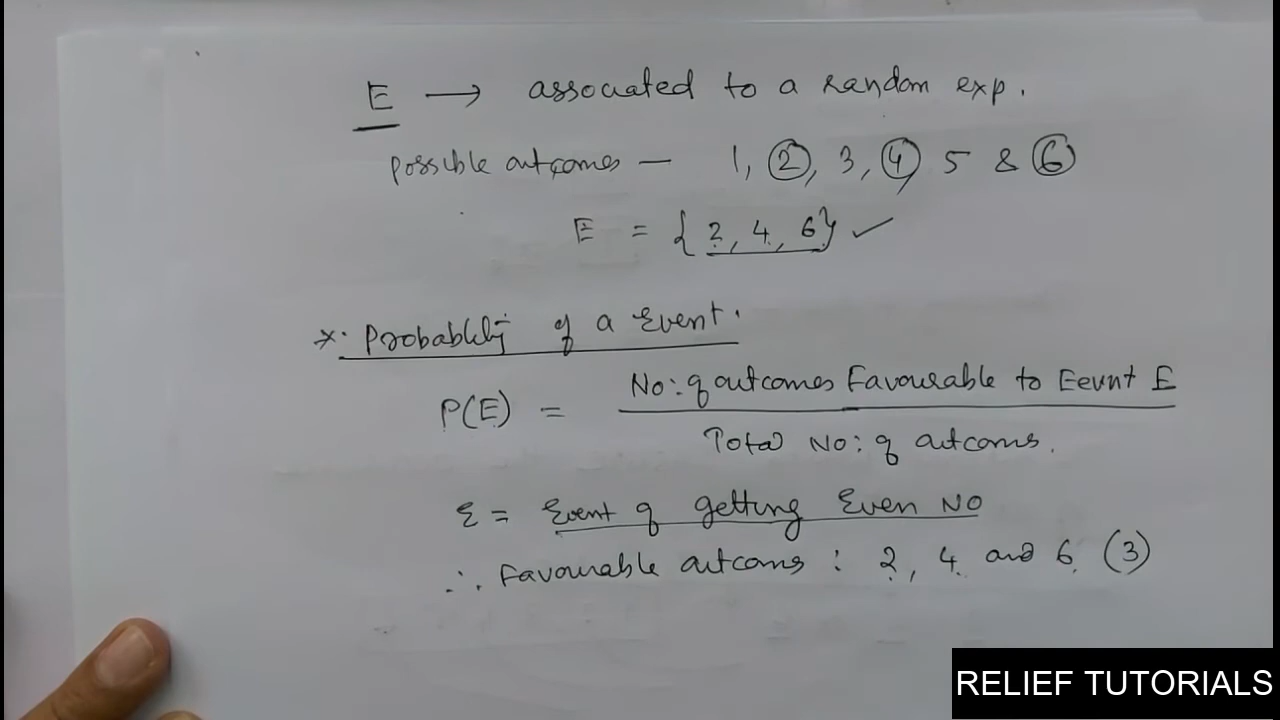 E → associated to a random exp.
possible outcomes — 1, 2, 3, 4, 5 & 6
E = {2, 4, 6} ✓
*. Probability of a Event.
P(E) = No: of outcomes Favourable to Eevnt E
Total No: of outcoms.
E = Event of getting Even NO
∴ Favourable outcoms : 2, 4 and 6 (3)
RELIEF TUTORIALS